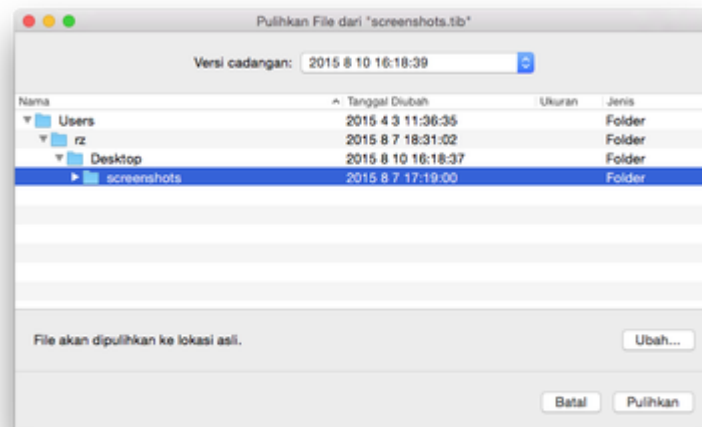 Pulihkan File dari "screenshots.tib"
Versi cadangan: 2015 8 10 16:18:39
Nama Tanggal Diubah Ukuran Jenis
Users 2015 4 3 11:36:35 Folder
rz 2015 8 7 18:31:02 Folder
Desktop 2015 8 10 16:18:37 Folder
screenshots 2015 8 7 17:19:00 Folder
File akan dipulihkan ke lokasi asli. Ubah...
Batal Pulihkan